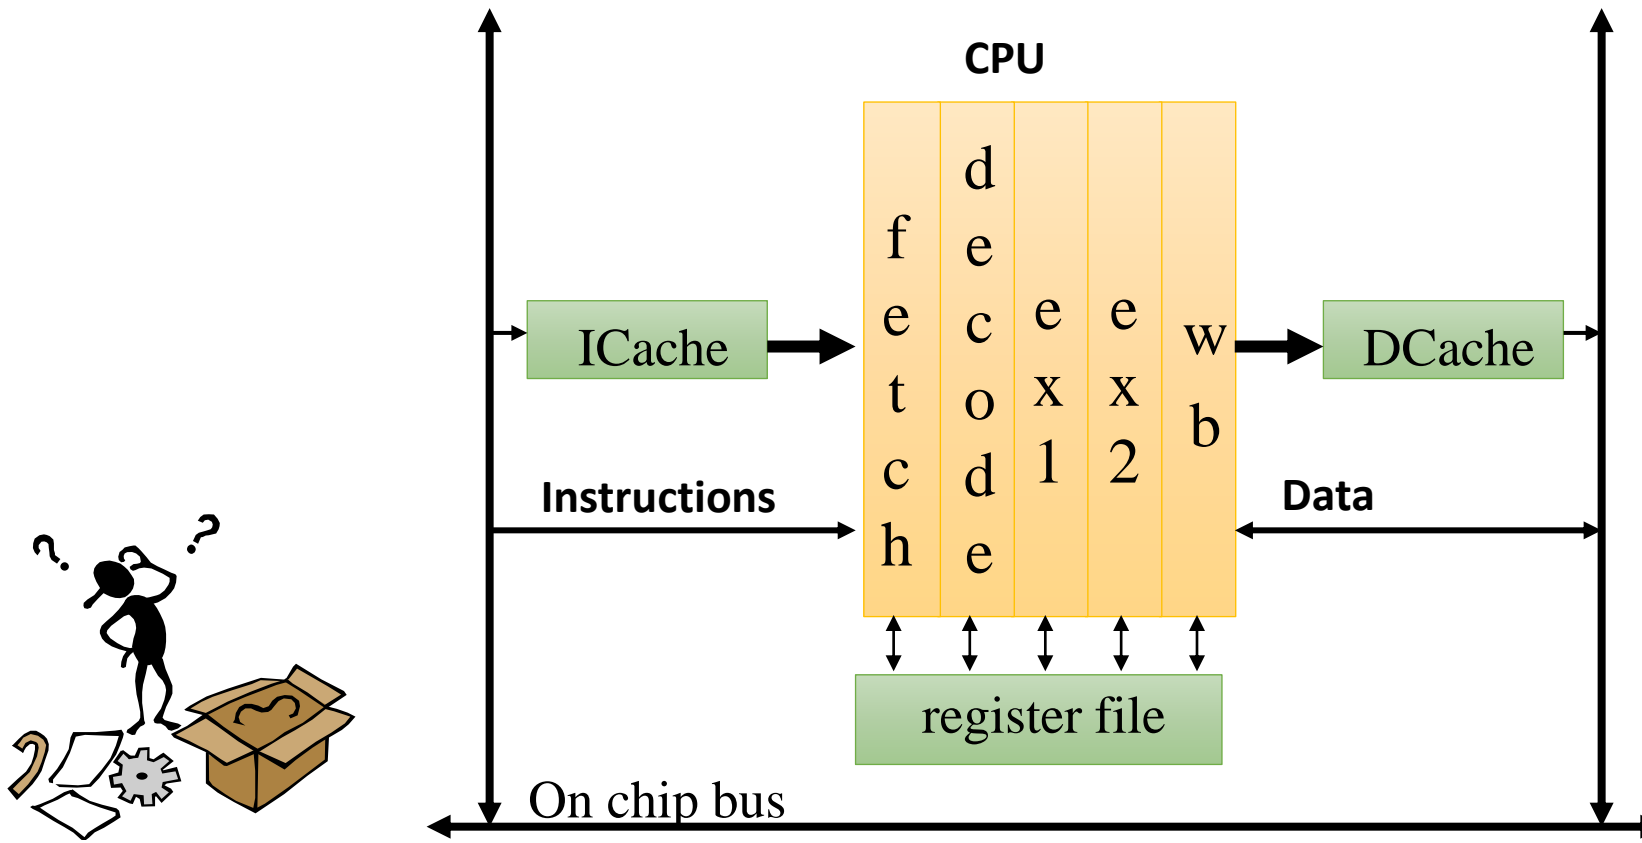 CPU
ICache
fetch
decode
ex1
ex2
wb
DCache
Instructions
Data
register file
On chip bus
? ?